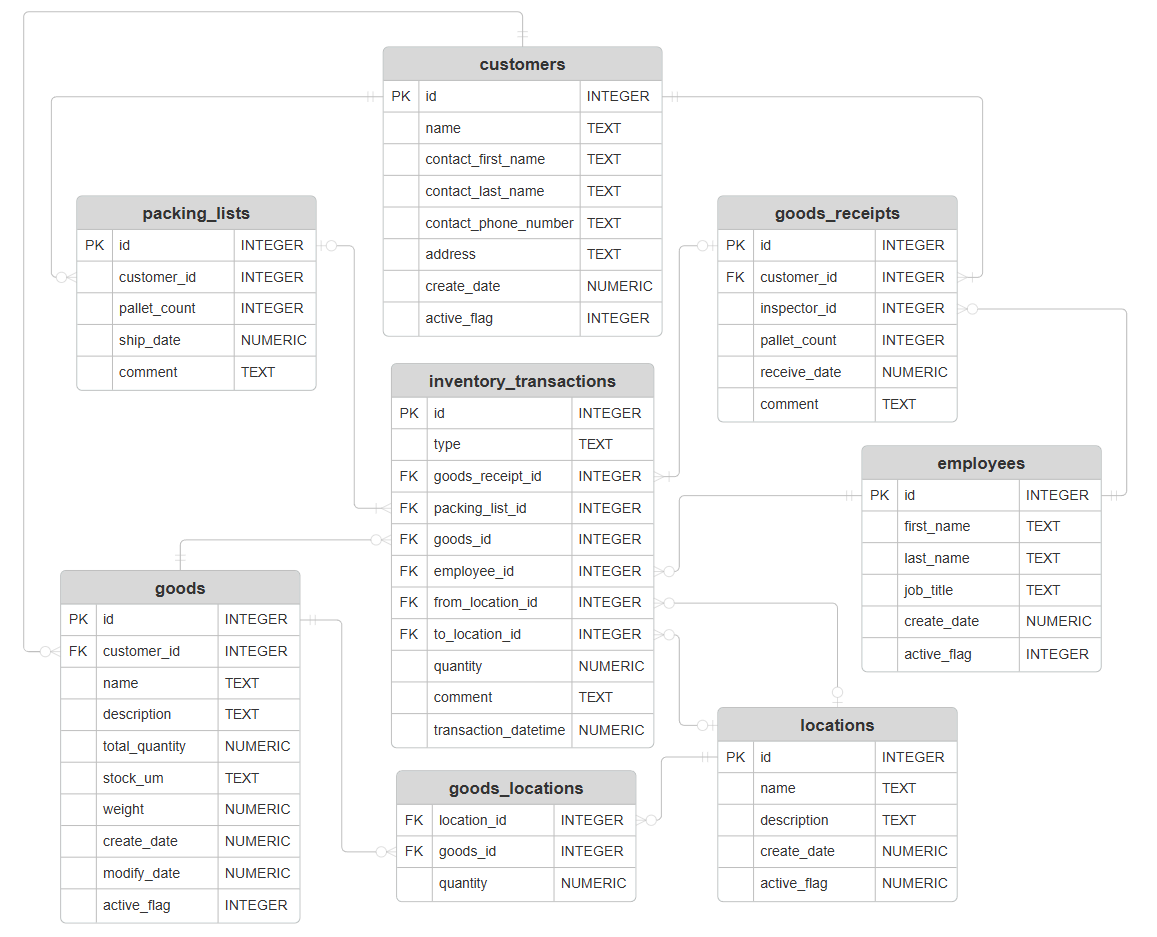 customers
PK id INTEGER
name TEXT
contact_first_name TEXT
contact_last_name TEXT
contact_phone_number TEXT
address TEXT
create_date NUMERIC
active_flag INTEGER
packing_lists
PK id INTEGER
customer_id INTEGER
pallet_count INTEGER
ship_date NUMERIC
comment TEXT
goods_receipts
PK id INTEGER
FK customer_id INTEGER
inspector_id INTEGER
pallet_count INTEGER
receive_date NUMERIC
comment TEXT
inventory_transactions
PK id INTEGER
type TEXT
FK goods_receipt_id INTEGER
FK packing_list_id INTEGER
FK goods_id INTEGER
FK employee_id INTEGER
FK from_location_id INTEGER
FK to_location_id INTEGER
quantity NUMERIC
comment TEXT
transaction_datetime NUMERIC
employees
PK id INTEGER
first_name TEXT
last_name TEXT
job_title TEXT
create_date NUMERIC
active_flag INTEGER
goods
PK id INTEGER
FK customer_id INTEGER
name TEXT
description TEXT
total_quantity NUMERIC
stock_um TEXT
weight NUMERIC
create_date NUMERIC
modify_date NUMERIC
active_flag INTEGER
goods_locations
FK location_id INTEGER
FK goods_id INTEGER
quantity NUMERIC
locations
PK id INTEGER
name TEXT
description TEXT
create_date NUMERIC
active_flag NUMERIC